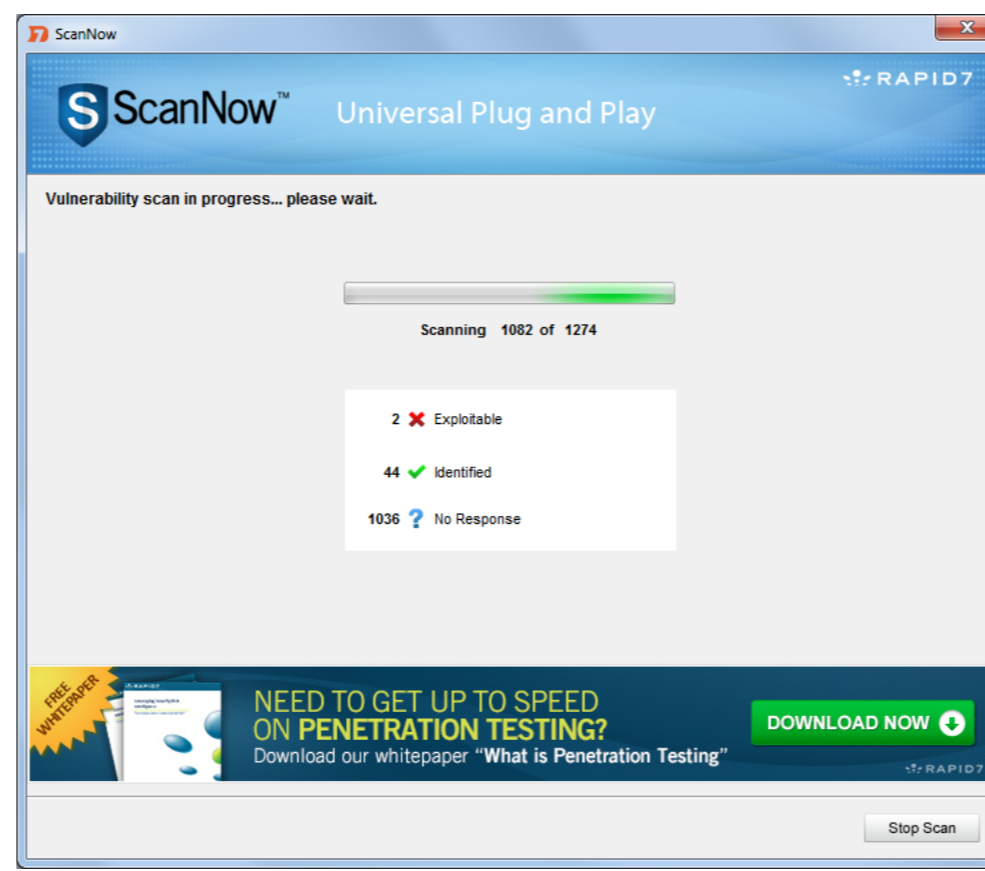 ScanNow
RAPID7
S ScanNow™
Universal Plug and Play
Vulnerability scan in progress... please wait.
Scanning 1082 of 1274
2 Exploitable
44 Identified
1036 ? No Response
FREE
WHITEPAPER
RAPID7
NEED TO GET UP TO SPEED
ON PENETRATION TESTING?
Download our whitepaper “What is Penetration Testing”
DOWNLOAD NOW
RAPID7
Stop Scan